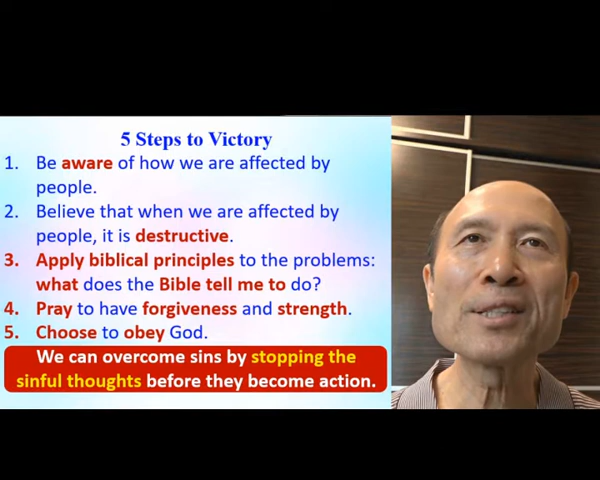 5 Steps to Victory
1. Be aware of how we are affected by
people.
2. Believe that when we are affected by
people, it is destructive.
3. Apply biblical principles to the problems:
what does the Bible tell me to do?
4. Pray to have forgiveness and strength.
5. Choose to obey God.
We can overcome sins by stopping the
sinful thoughts before they become action.